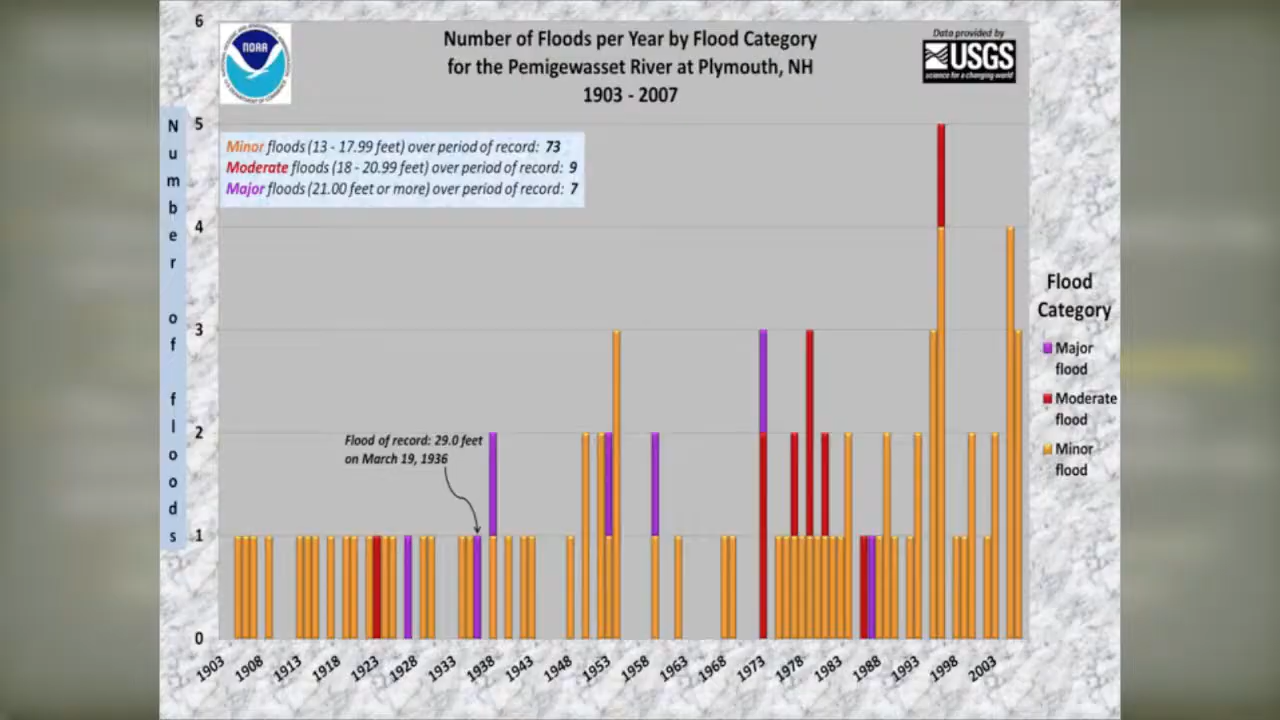 Number of Floods per Year by Flood Category
for the Pemigewasset River at Plymouth, NH
1903 - 2007
NOAA
Data provided by
USGS
science for a changing world
Number of floods
6
5
4
3
2
1
0
Minor floods (13 - 17.99 feet) over period of record: 73
Moderate floods (18 - 20.99 feet) over period of record: 9
Major floods (21.00 feet or more) over period of record: 7
Flood of record: 29.0 feet
on March 19, 1936
Flood
Category
Major
flood
Moderate
flood
Minor
flood
1903 1908 1913 1918 1923 1928 1933 1938 1943 1948 1953 1958 1963 1968 1973 1978 1983 1988 1993 1998 2003